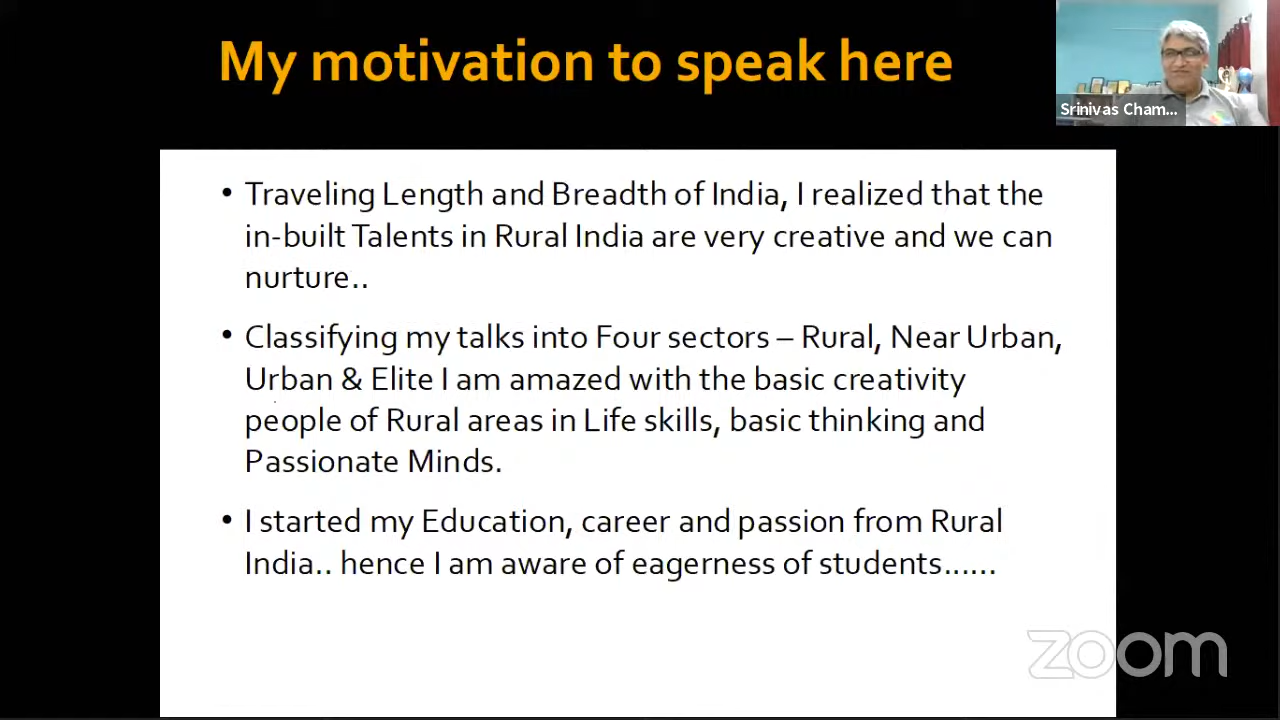 My motivation to speak here
Srinivas Cham...
• Traveling Length and Breadth of India, I realized that the
in-built Talents in Rural India are very creative and we can
nurture..
• Classifying my talks into Four sectors – Rural, Near Urban,
Urban & Elite I am amazed with the basic creativity
people of Rural areas in Life skills, basic thinking and
Passionate Minds.
• I started my Education, career and passion from Rural
India.. hence I am aware of eagerness of students......
zoom